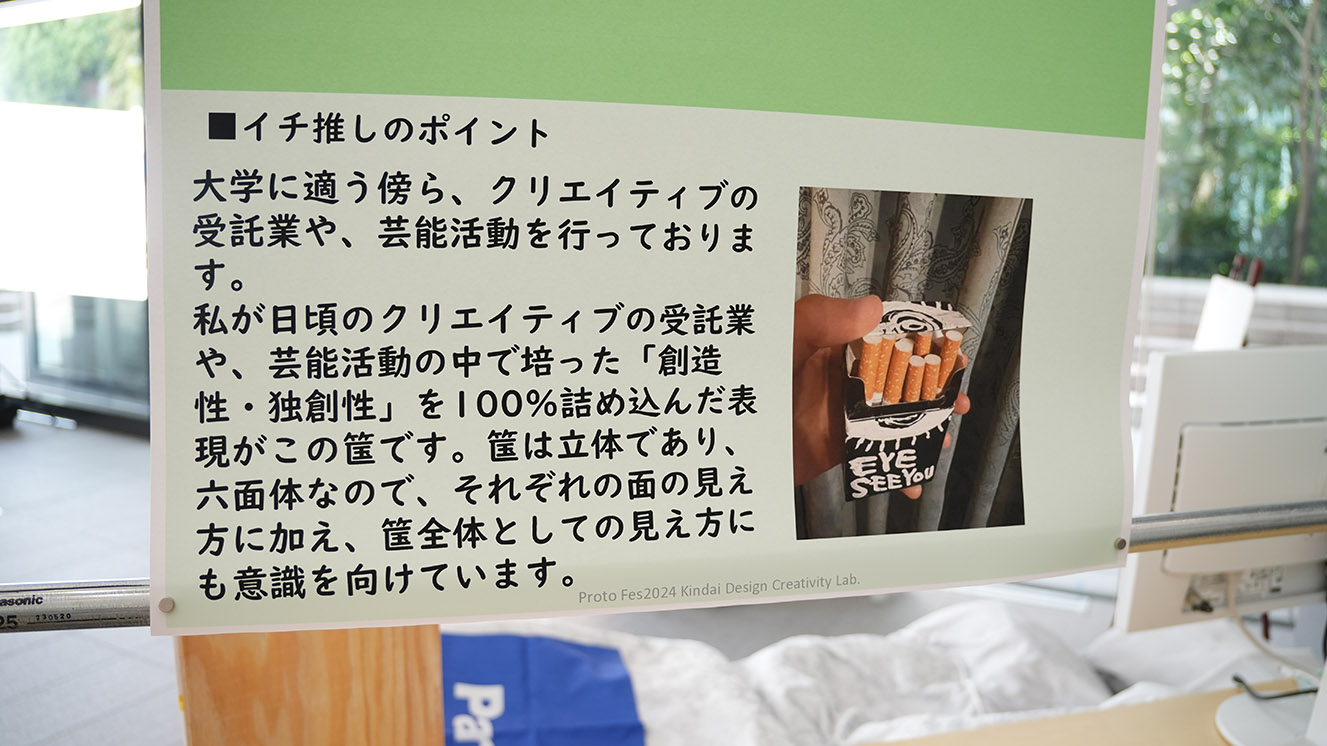 ■イチ推しのポイント
大学に適う傍ら、クリエイティブの
受託業や、芸能活動を行っておりま
す。
私が日頃のクリエイティブの受託業
や、芸能活動の中で培った「創造
性・独創性」を100%詰め込んだ表
現がこの筐です。筐は立体であり、
六面体なので、それぞれの面の見え
方に加え、筐全体としての見え方に
も意識を向けています。
EYE
SEE YOU
Proto Fes2024 Kindai Design Creativity Lab.
asonic
25 230520
Pa